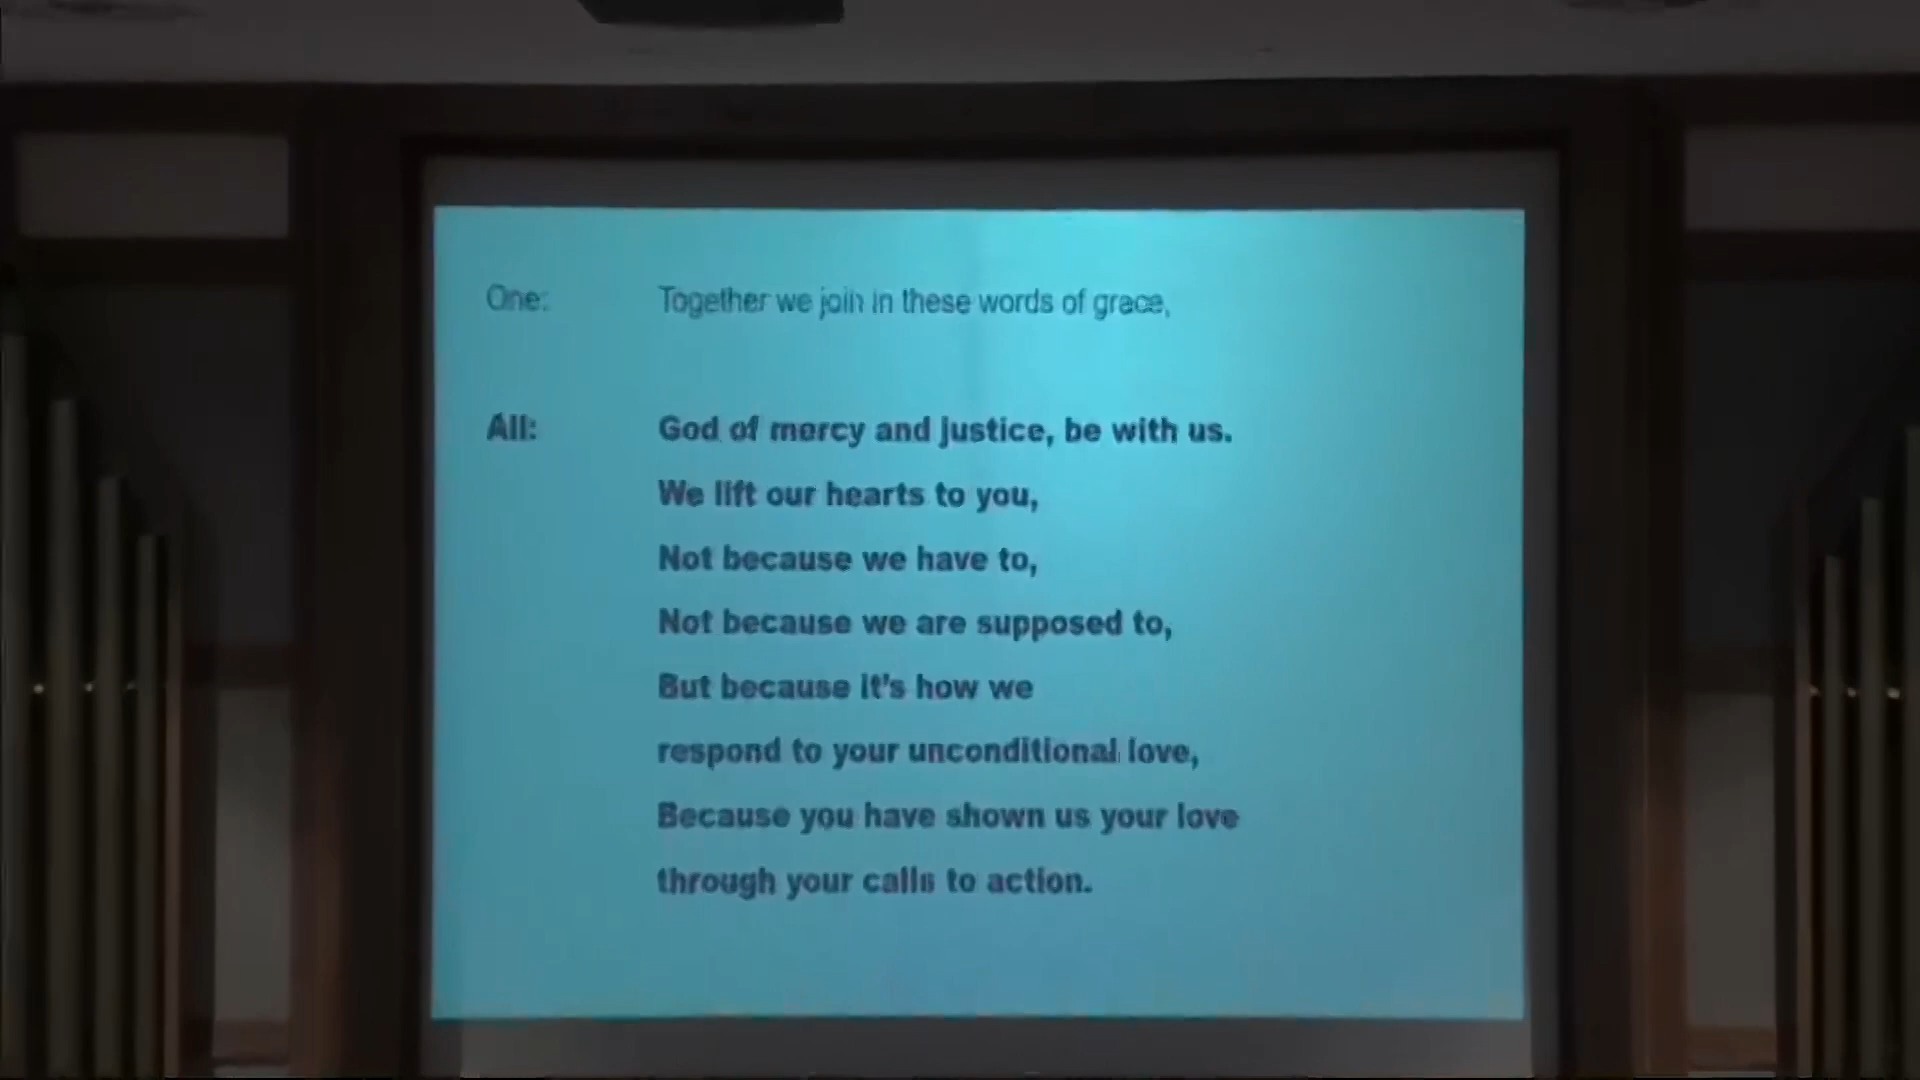 One: Together we join in these words of grace,
All: God of mercy and justice, be with us.
We lift our hearts to you,
Not because we have to,
Not because we are supposed to,
But because it's how we
respond to your unconditional love,
Because you have shown us your love
through your calls to action.